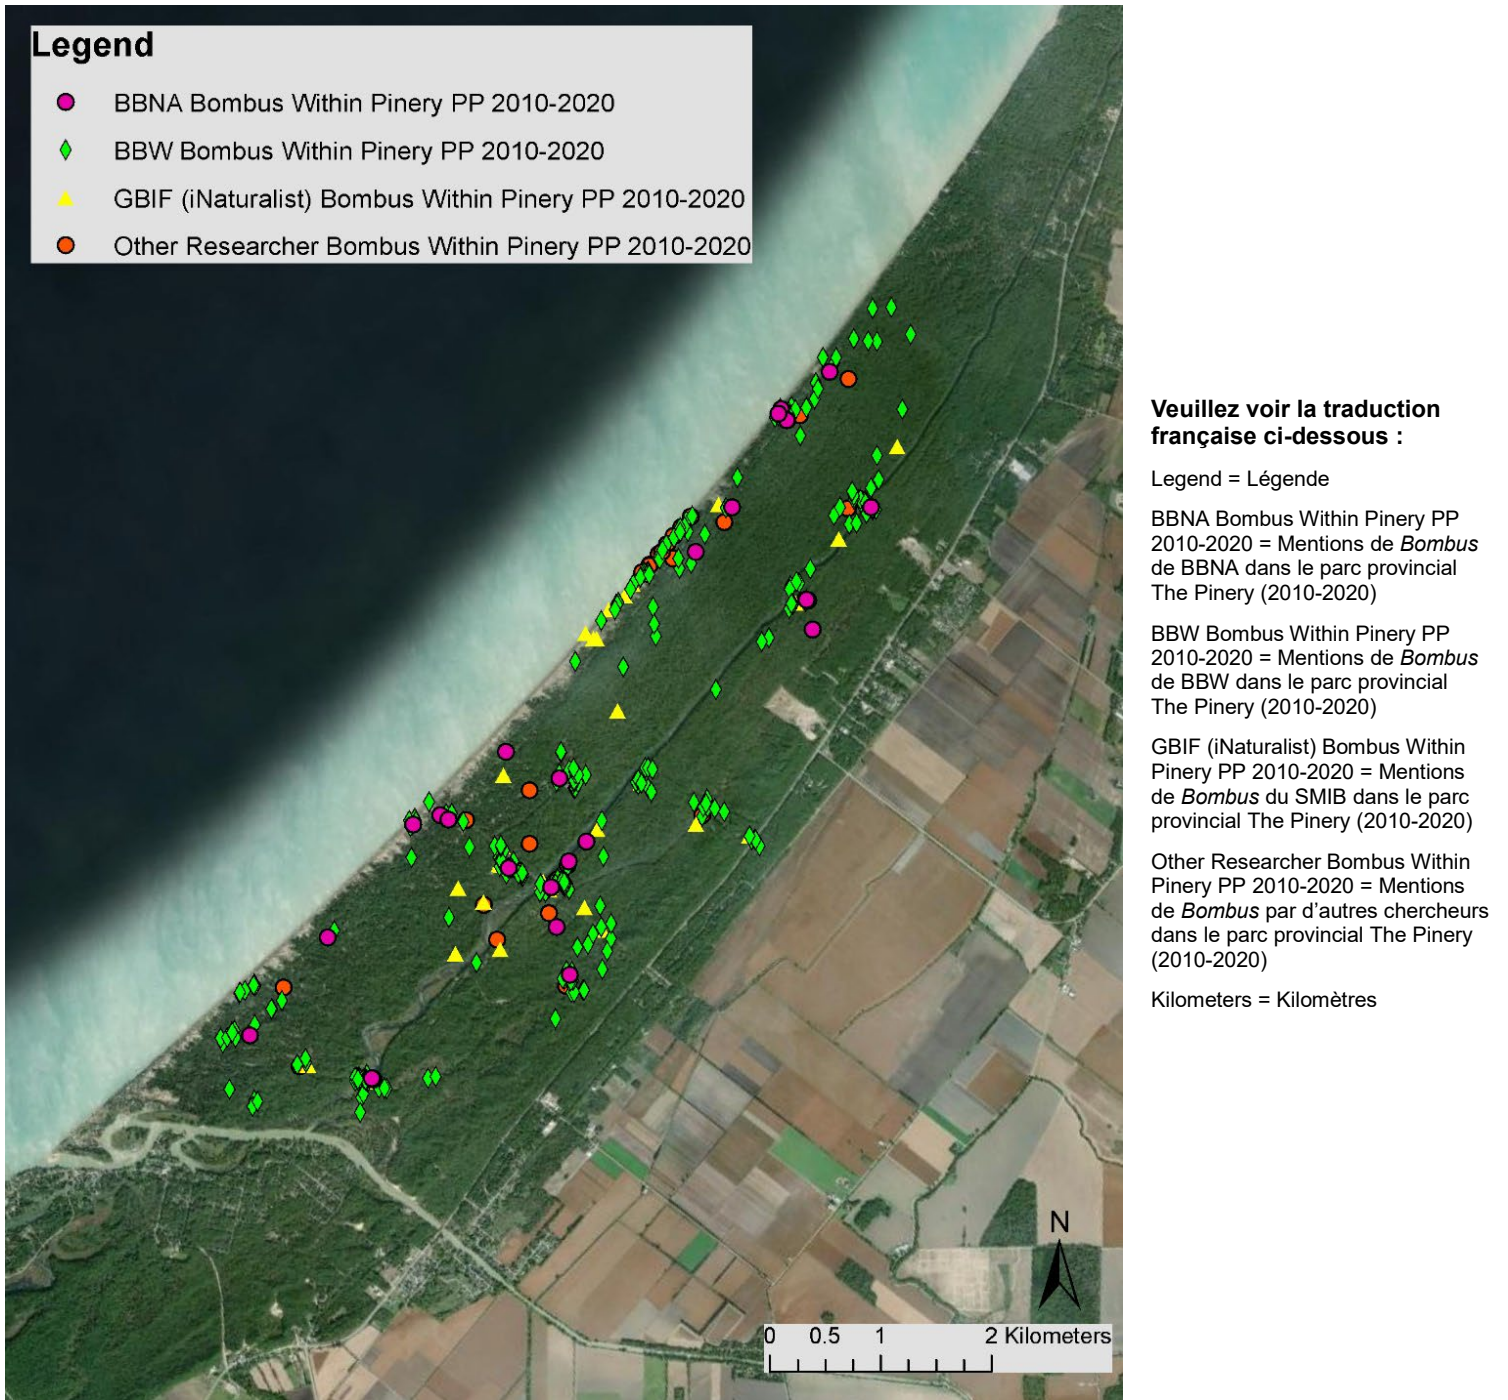 Legend
BBNA Bombus Within Pinery PP 2010-2020
BBW Bombus Within Pinery PP 2010-2020
GBIF (iNaturalist) Bombus Within Pinery PP 2010-2020
Other Researcher Bombus Within Pinery PP 2010-2020
N
0 0.5 1 2 Kilometers
Veuillez voir la traduction
française ci-dessous :
Legend = Légende
BBNA Bombus Within Pinery PP
2010-2020 = Mentions de Bombus
de BBNA dans le parc provincial
The Pinery (2010-2020)
BBW Bombus Within Pinery PP
2010-2020 = Mentions de Bombus
de BBW dans le parc provincial
The Pinery (2010-2020)
GBIF (iNaturalist) Bombus Within
Pinery PP 2010-2020 = Mentions
de Bombus du SMIB dans le parc
provincial The Pinery (2010-2020)
Other Researcher Bombus Within
Pinery PP 2010-2020 = Mentions
de Bombus par d'autres chercheurs
dans le parc provincial The Pinery
(2010-2020)
Kilometers = Kilomètres